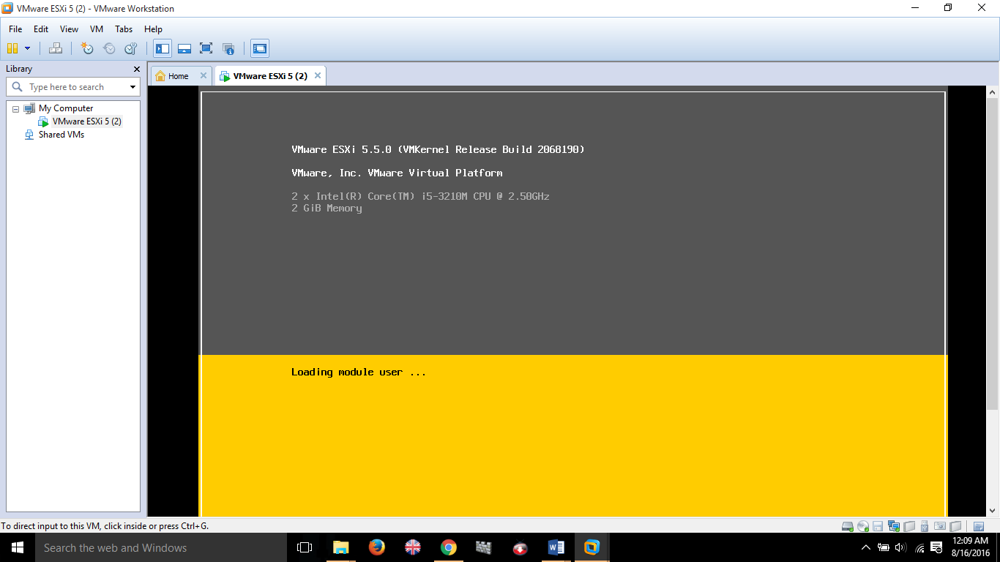 VMware ESXi 5 (2) - VMware Workstation
File Edit View VM Tabs Help
Library
Type here to search
My Computer
VMware ESXi 5 (2)
Shared VMs
Home
VMware ESXi 5 (2)
VMware ESXi 5.5.0 (VMKernel Release Build 2068190)
VMware, Inc. VMware Virtual Platform
2 x Intel(R) Core(TM) i5-3210M CPU @ 2.50GHz
2 GiB Memory
Loading module user ...
To direct input to this VM, click inside or press Ctrl+G.
Search the web and Windows
12:09 AM
8/16/2016